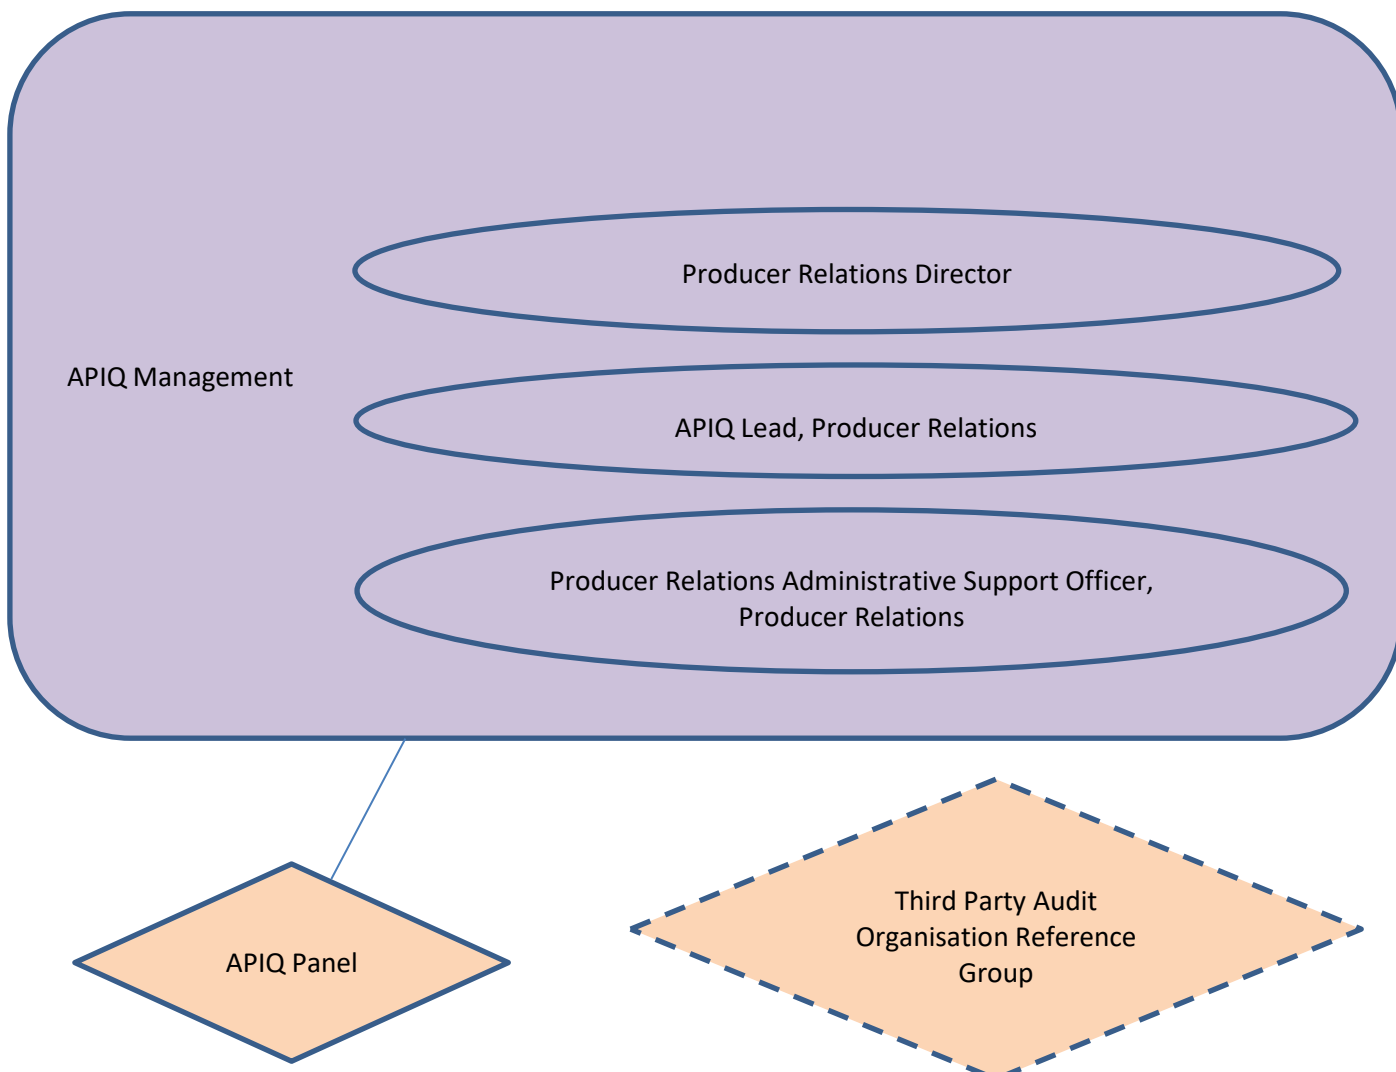 Producer Relations Director
APIQ Management
APIQ Lead, Producer Relations
Producer Relations Administrative Support Officer,
Producer Relations
APIQ Panel
Third Party Audit
Organisation Reference
Group